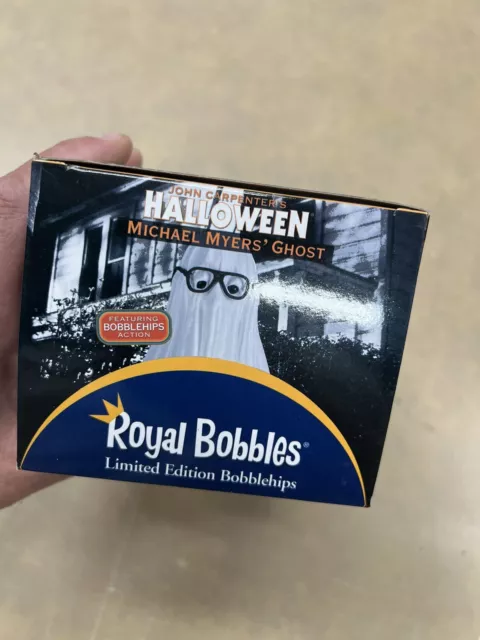 JOHN CARPENTER'S
HALLOWEEN
MICHAEL MYERS' GHOST
FEATURING
BOBBLEHIPS
ACTION
Royal Bobbles®
Limited Edition Bobblehips